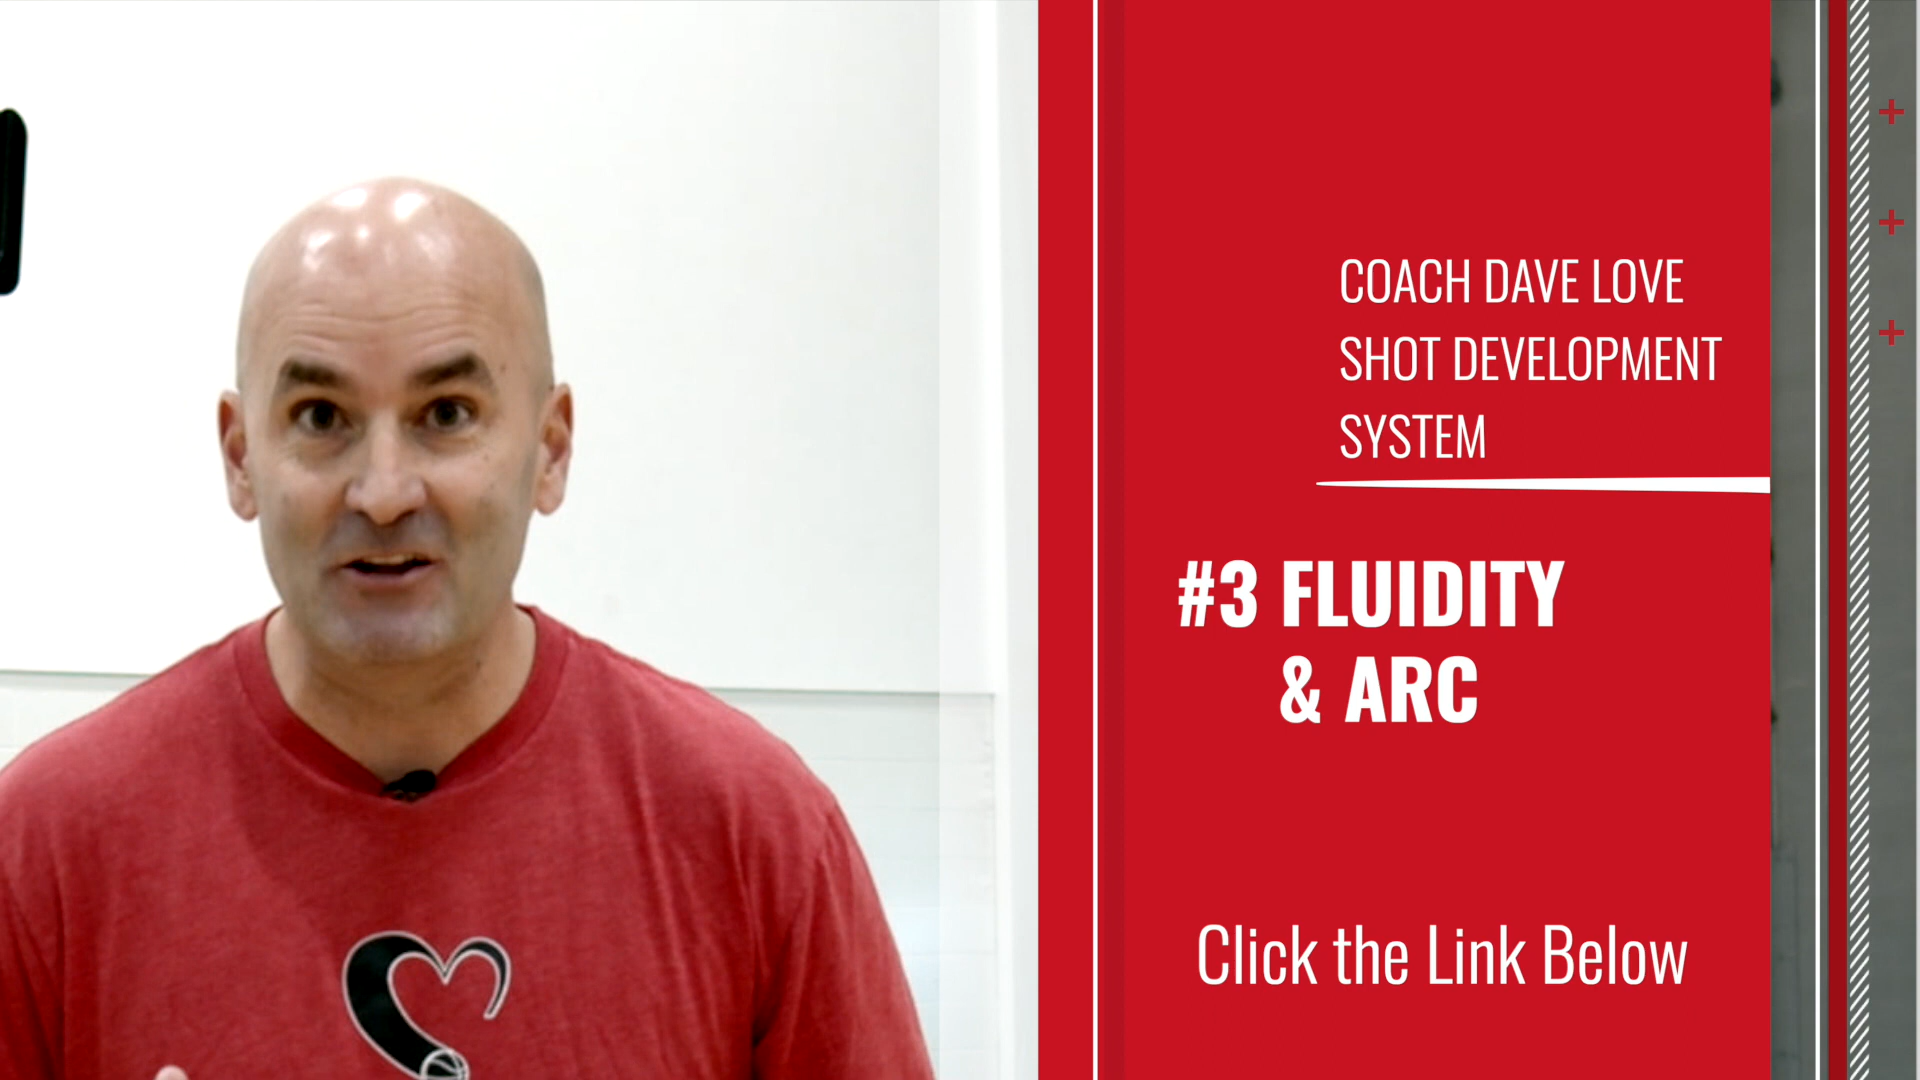 COACH DAVE LOVE
SHOT DEVELOPMENT
SYSTEM
#3 FLUIDITY
& ARC
Click the Link Below